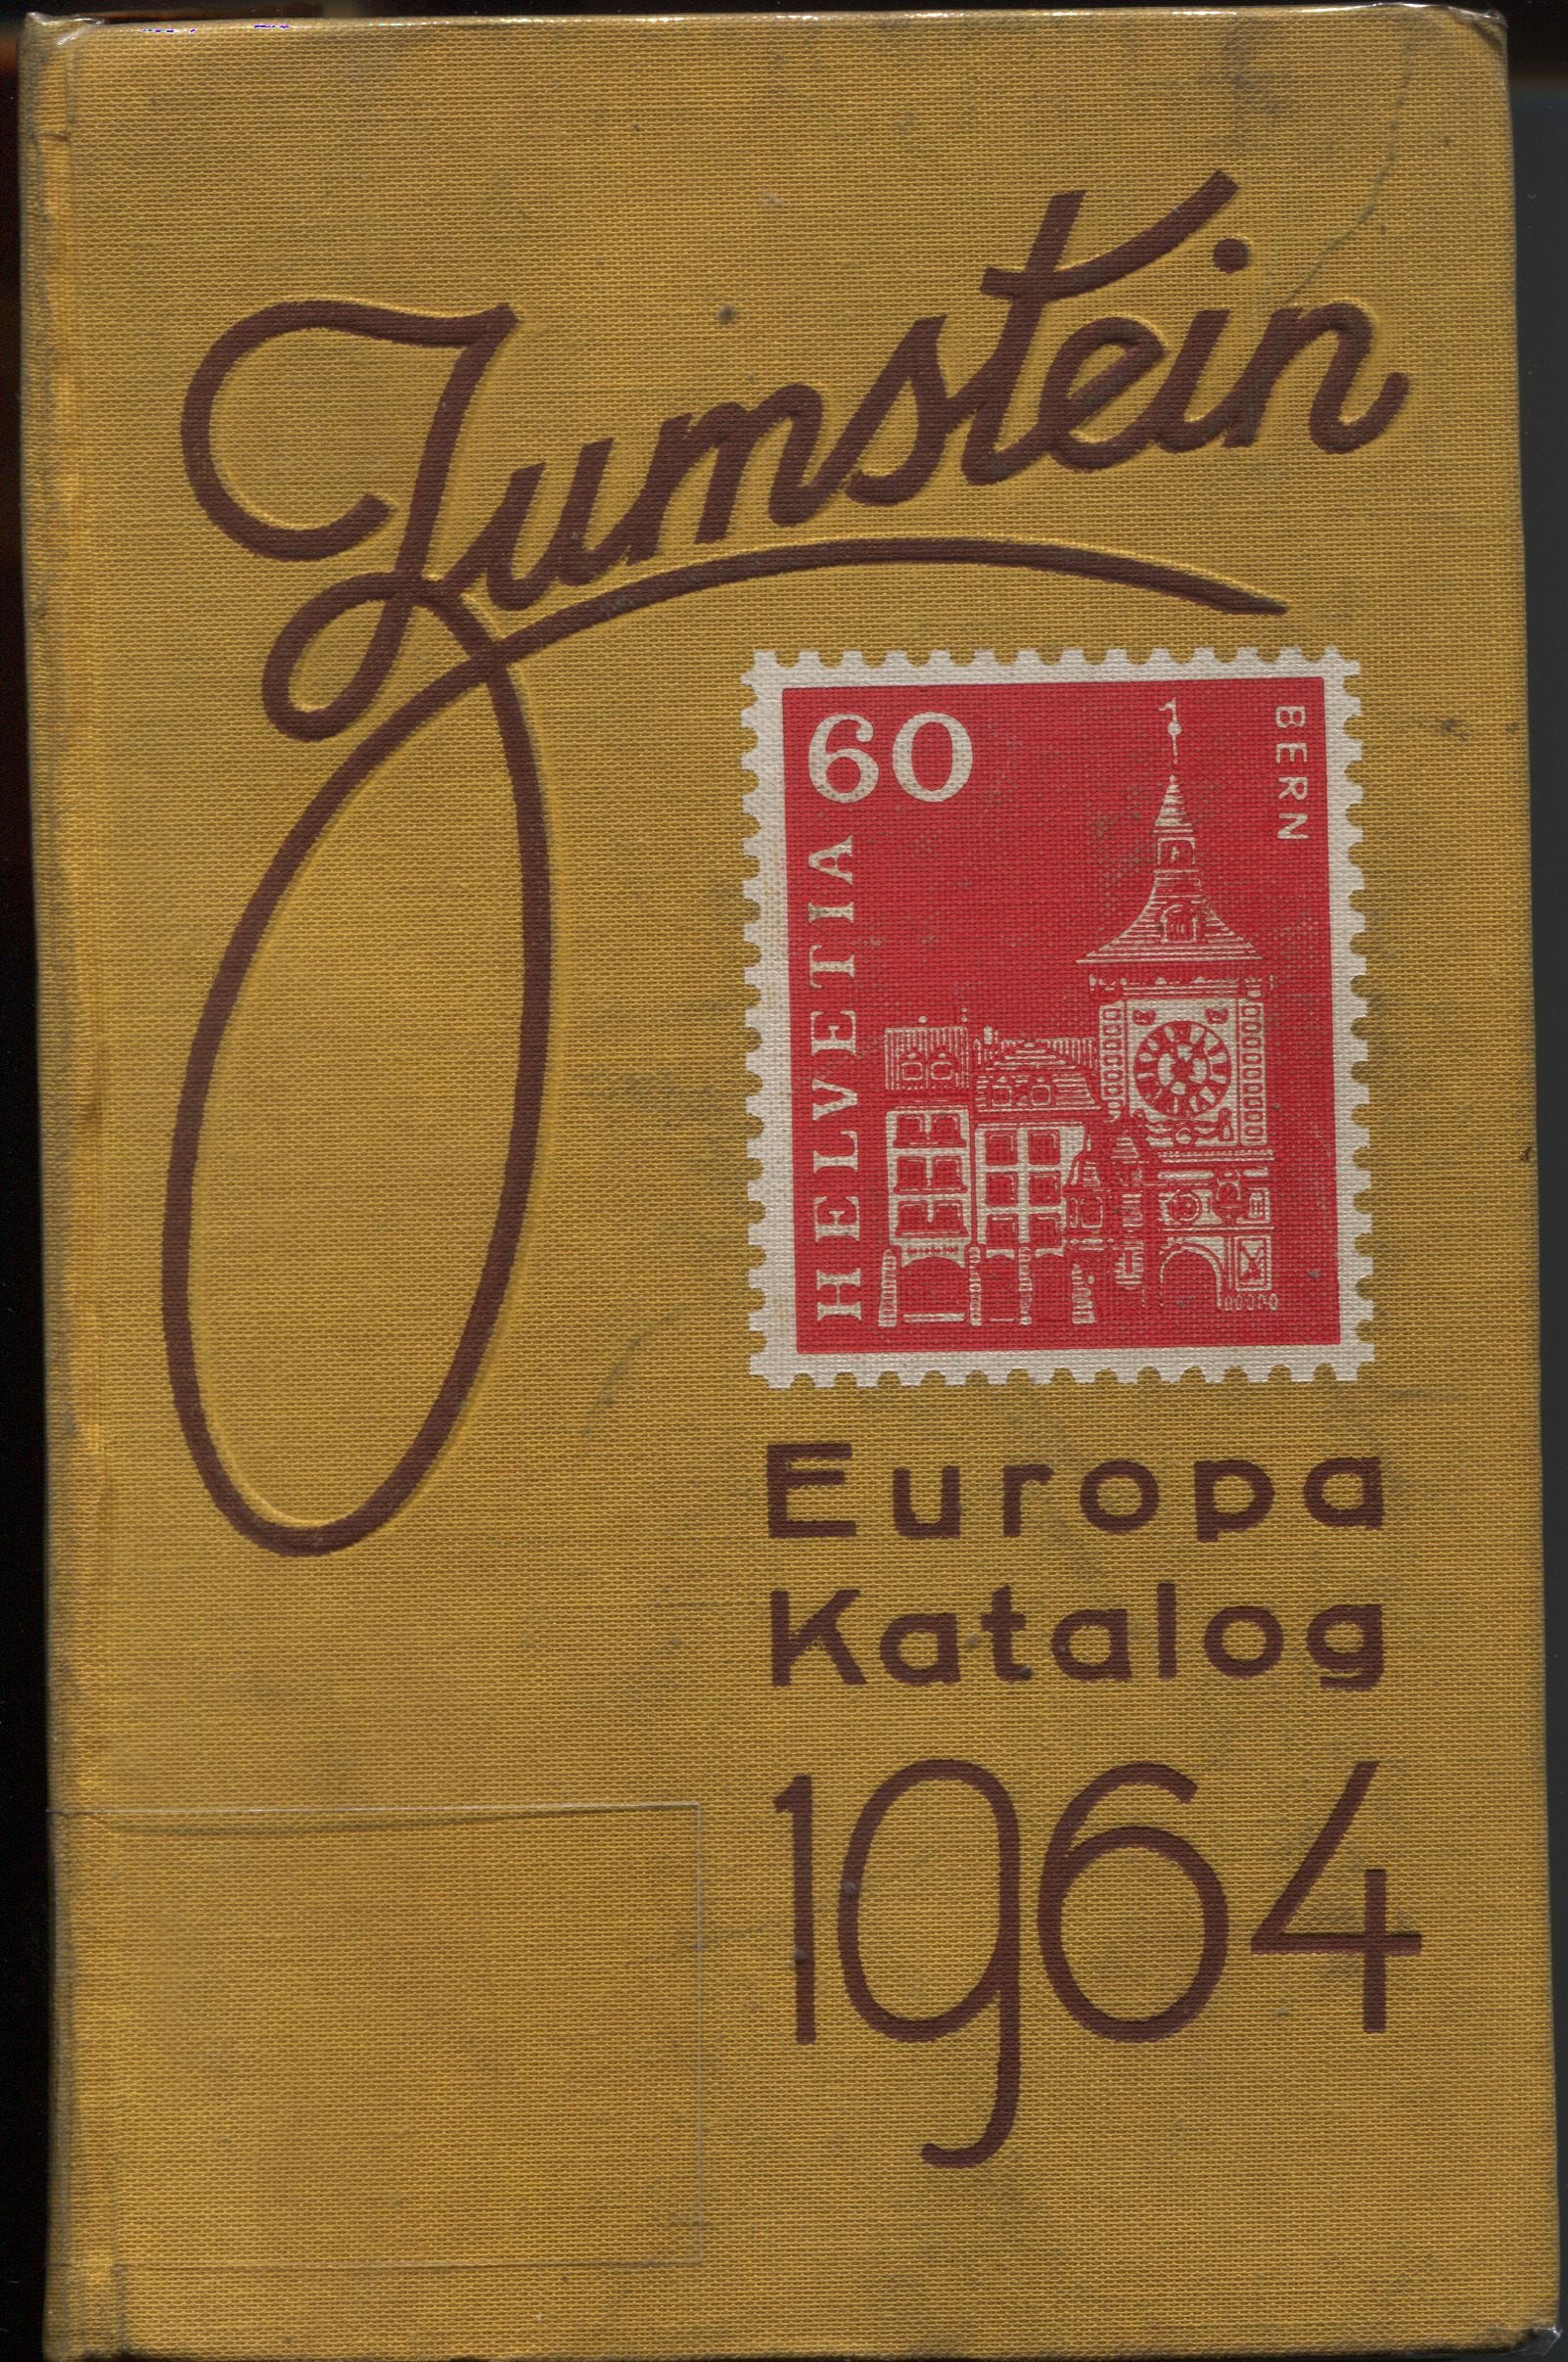 Zumstein
60
BERN
HELVETIA
Europa
Katalog
1964